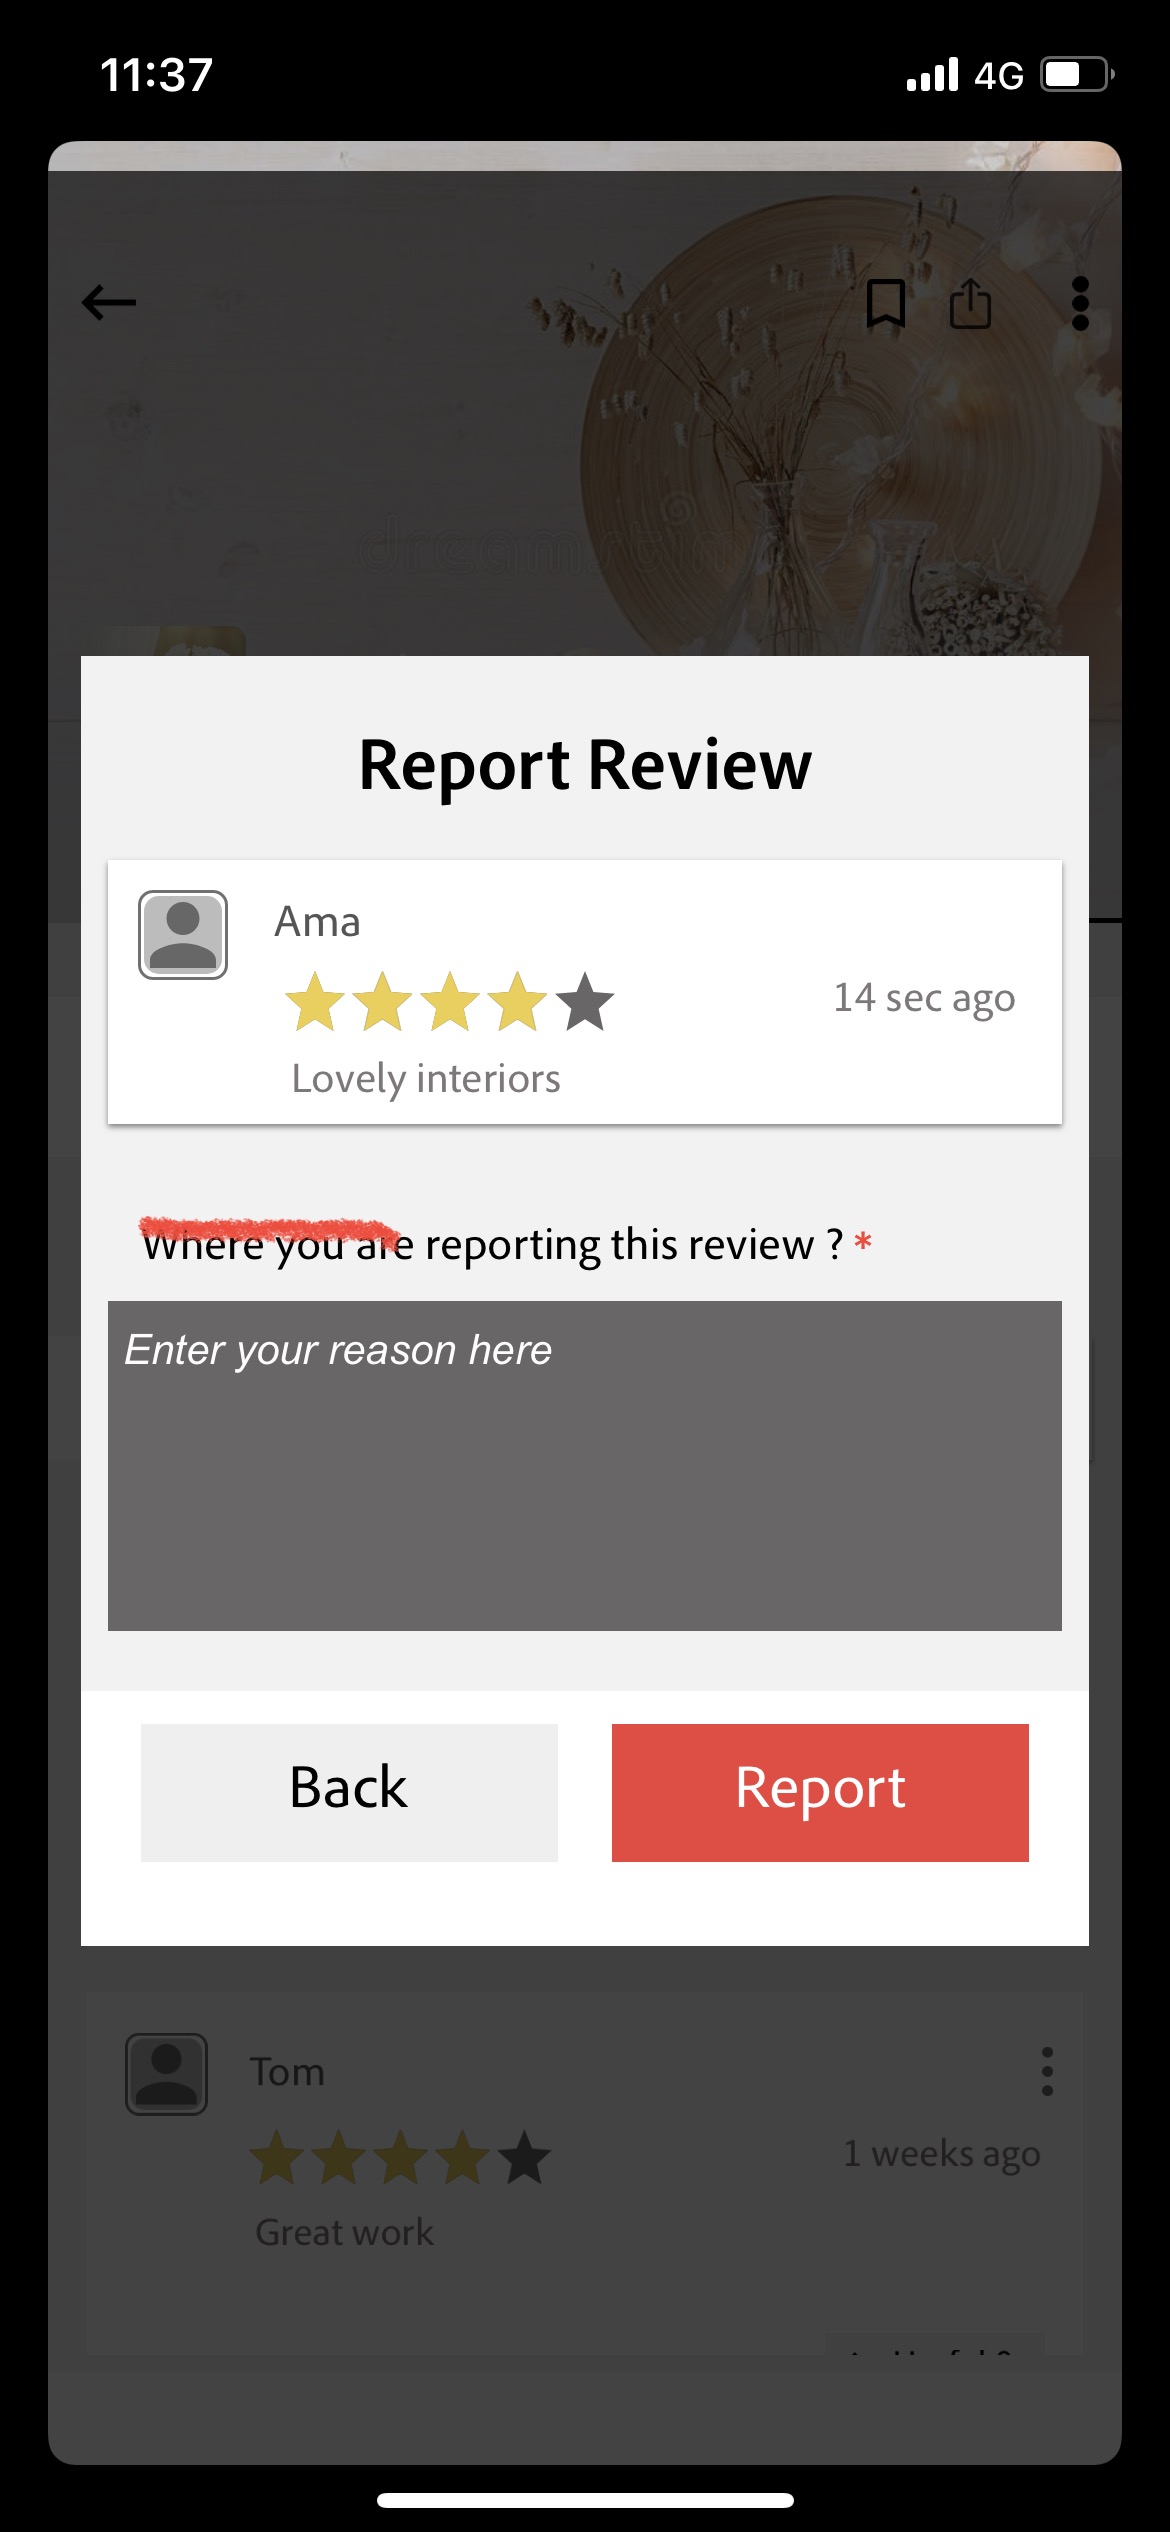 11:37
4G
dreamstime
Report Review
Ama
14 sec ago
Lovely interiors
Where you are reporting this review ? *
Enter your reason here
Back
Report
Tom
1 weeks ago
Great work